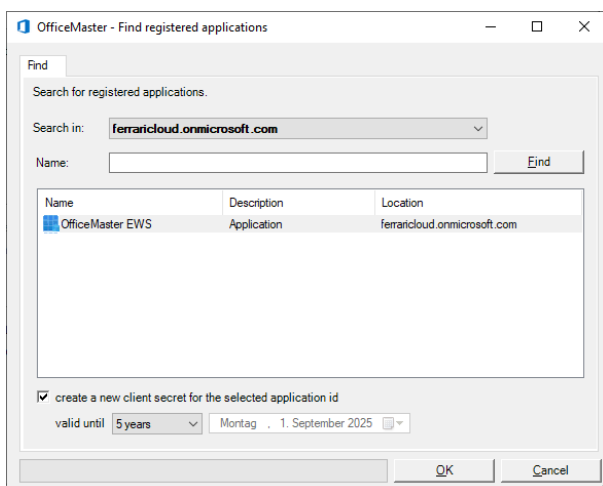 OfficeMaster - Find registered applications
Find
Search for registered applications.
Search in: ferraricloud.onmicrosoft.com
Name: Find
Name Description Location
OfficeMaster EWS Application ferraricloud.onmicrosoft.com
create a new client secret for the selected application id
valid until 5 years Montag , 1. September 2025
OK Cancel